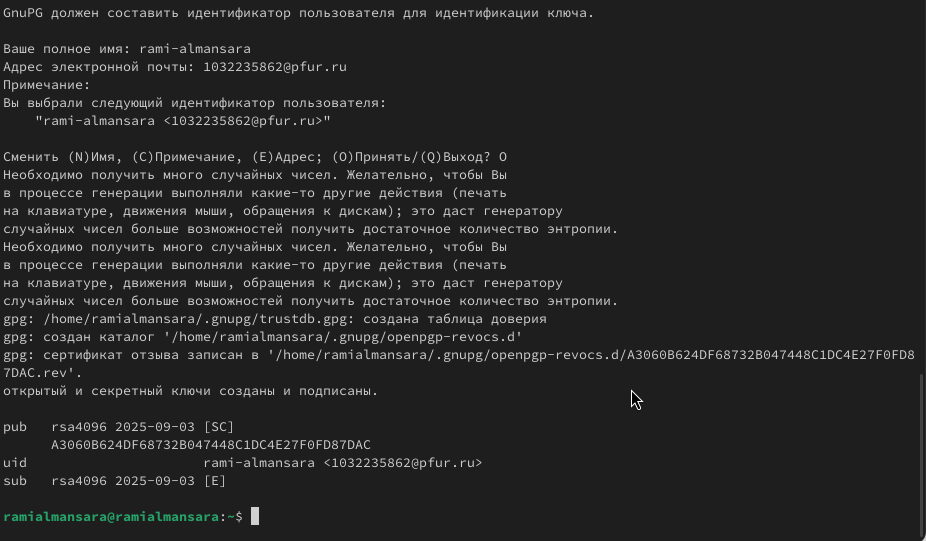 GnuPG должен составить идентификатор пользователя для идентификации ключа.
Ваше полное имя: rami-almansara
Адрес электронной почты: 1032235862@pfur.ru
Примечание:
Вы выбрали следующий идентификатор пользователя:
"rami-almansara <1032235862@pfur.ru>"
Сменить (N)Имя, (C)Примечание, (E)Адрес; (O)Принять/(Q)Выход? O
Необходимо получить много случайных чисел. Желательно, чтобы Вы
в процессе генерации выполняли какие-то другие действия (печать
на клавиатуре, движения мыши, обращения к дискам); это даст генератору
случайных чисел больше возможностей получить достаточное количество энтропии.
Необходимо получить много случайных чисел. Желательно, чтобы Вы
в процессе генерации выполняли какие-то другие действия (печать
на клавиатуре, движения мыши, обращения к дискам); это даст генератору
случайных чисел больше возможностей получить достаточное количество энтропии.
gpg: /home/ramialmansara/.gnupg/trustdb.gpg: создана таблица доверия
gpg: создан каталог '/home/ramialmansara/.gnupg/openpgp-revocs.d'
gpg: сертификат отзыва записан в '/home/ramialmansara/.gnupg/openpgp-revocs.d/A3060B624DF68732B047448C1DC4E27F0FD8
7DAC.rev'.
открытый и секретный ключи созданы и подписаны.
pub   rsa4096 2025-09-03 [SC]
A3060B624DF68732B047448C1DC4E27F0FD87DAC
uid                      rami-almansara <1032235862@pfur.ru>
sub   rsa4096 2025-09-03 [E]
ramialmansara@ramialmansara:~$